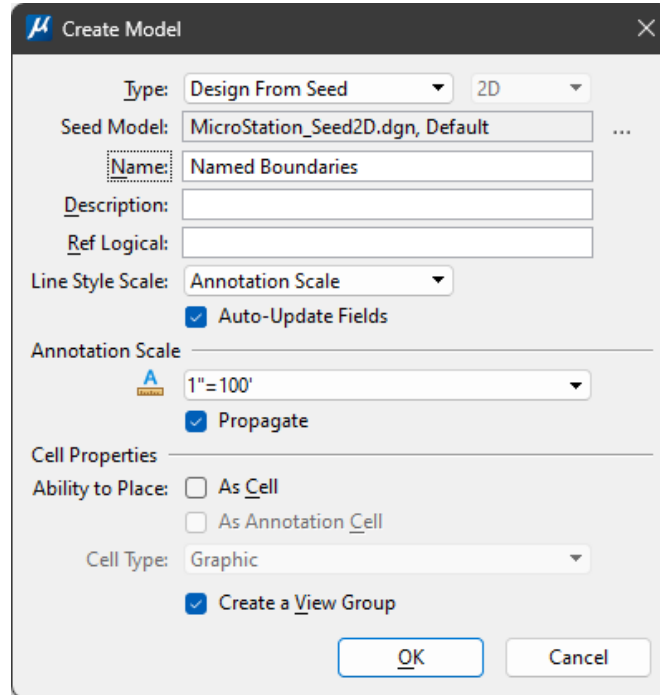 Create Model
Type: Design From Seed 2D
Seed Model: MicroStation_Seed2D.dgn, Default ...
Name: Named Boundaries
Description:
Ref Logical:
Line Style Scale: Annotation Scale
Auto-Update Fields
Annotation Scale
A 1"=100'
Propagate
Cell Properties
Ability to Place: As Cell
As Annotation Cell
Cell Type: Graphic
Create a View Group
OK Cancel